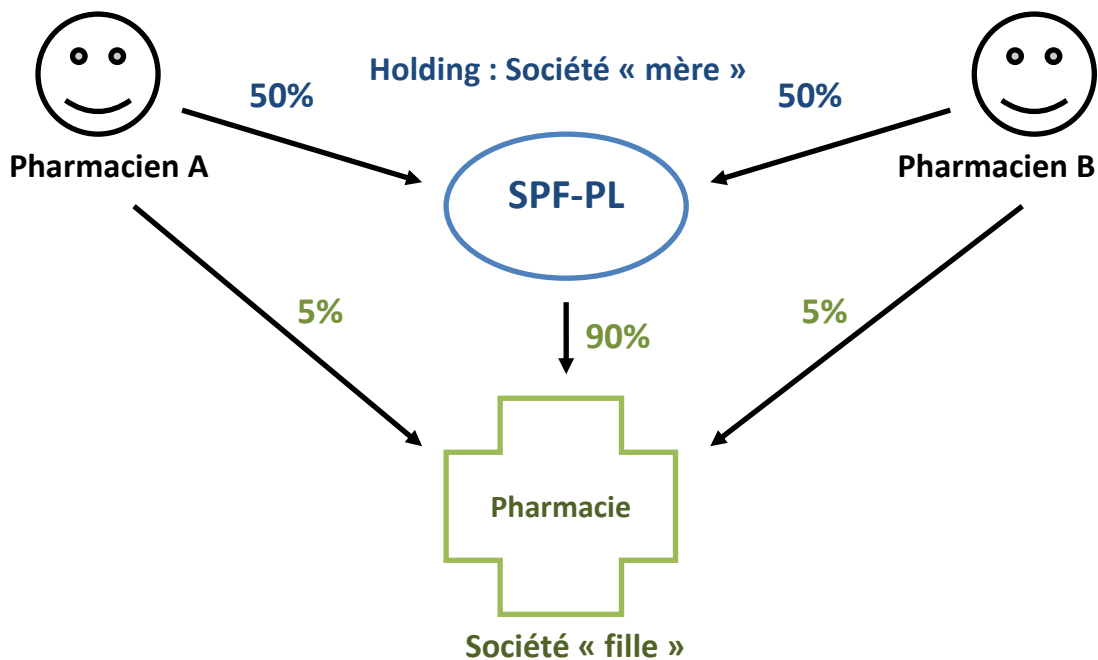 Holding : Société « mère »
50%
50%
Pharmacien A
Pharmacien B
SPF-PL
5%
5%
90%
Pharmacie
Société « fille »